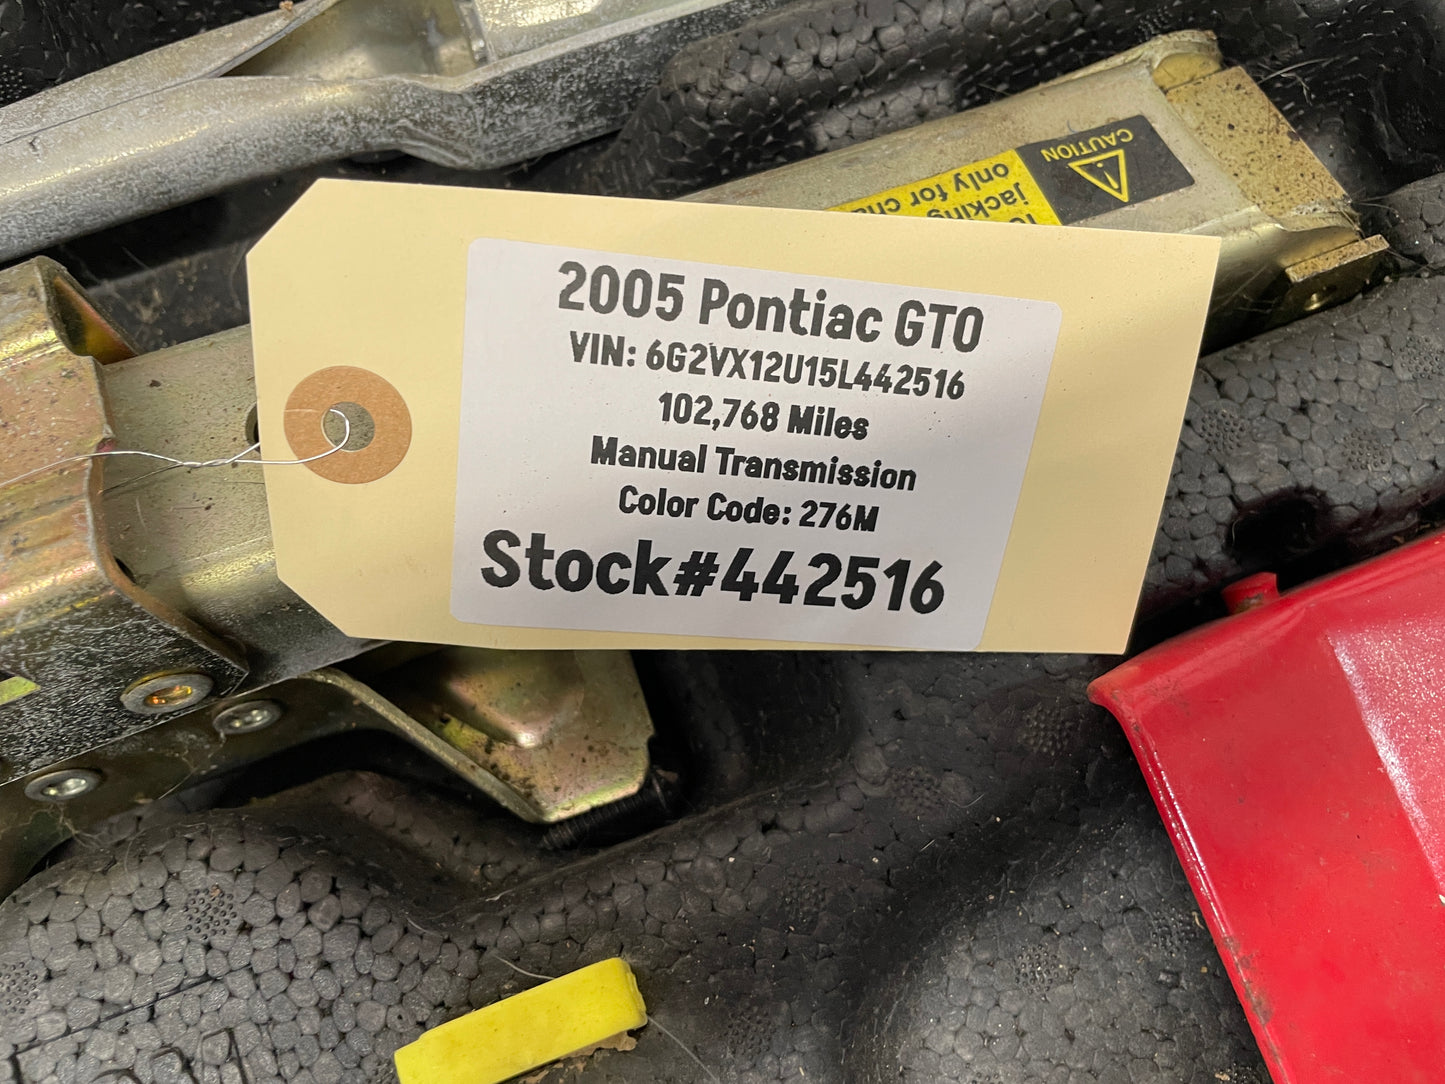 CAUTION
only for cha
jacking
2005 Pontiac GTO
VIN: 6G2VX12U15L442516
102,768 Miles
Manual Transmission
Color Code: 276M
Stock#442516